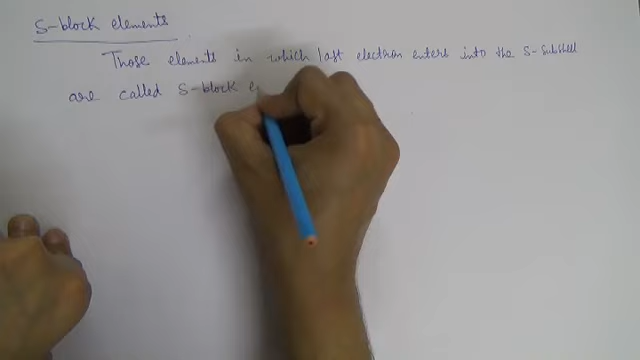 S-block elements
Those elements in which last electron enters into the S-subshell
are called S-block e